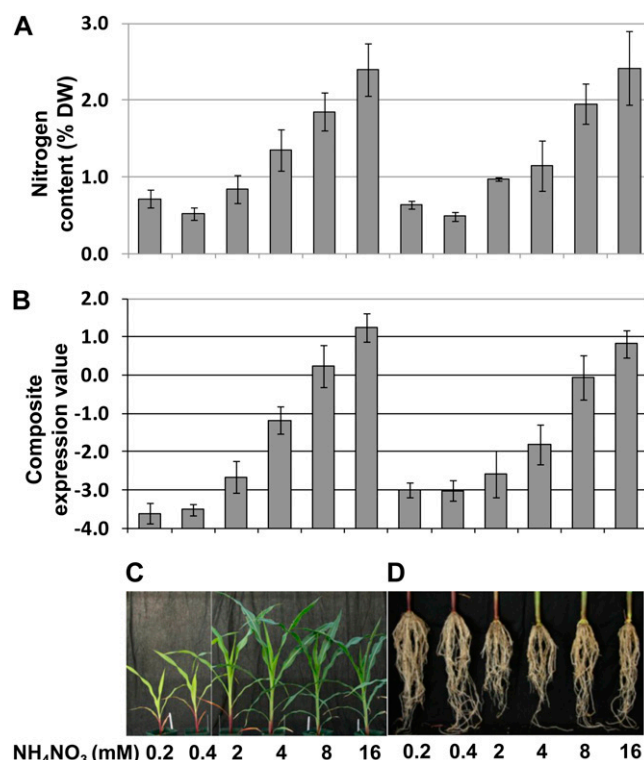 A
Nitrogen
content (% DW)
3.0
2.0
1.0
0.0
B
Composite
expression value
2.0
1.0
0.0
-1.0
-2.0
-3.0
-4.0
C
D
NH₄NO₃ (mM) 0.2 0.4 2 4 8 16 0.2 0.4 2 4 8 16